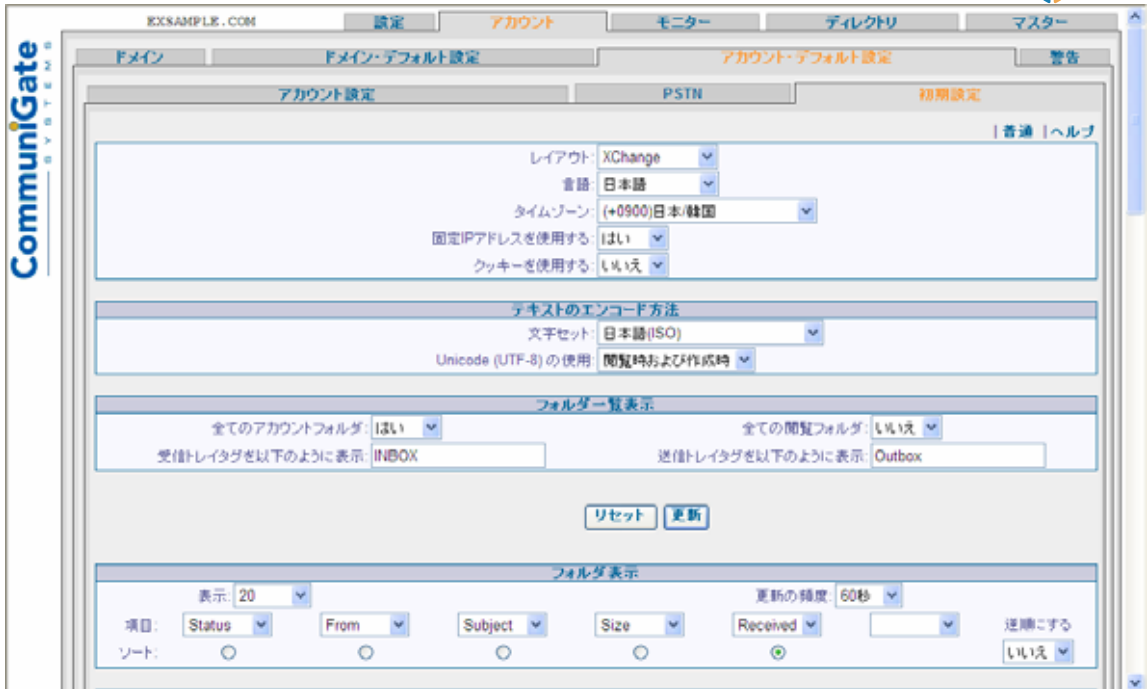 CommuniGate
SYSTEMS
EXSAMPLE.COM 設定 アカウント モニター ディレクトリ マスター
ドメイン ドメイン・デフォルト設定 アカウント・デフォルト設定 警告
アカウント設定 PSTN 初期設定
|普通 |ヘルプ
レイアウト: XChange
言語: 日本語
タイムゾーン: (+0900)日本/韓国
固定IPアドレスを使用する: はい
クッキーを使用する: いいえ
テキストのエンコード方法
文字セット: 日本語(ISO)
Unicode (UTF-8) の使用: 閲覧時および作成時
フォルダ一覧表示
全てのアカウントフォルダ: はい 全ての閲覧フォルダ: いいえ
受信トレイタグを以下のように表示: INBOX 送信トレイタグを以下のように表示: Outbox
リセット 更新
フォルダ表示
表示: 20 更新の頻度: 60秒
項目: Status From Subject Size Received 逆順にする
ソート: いいえ